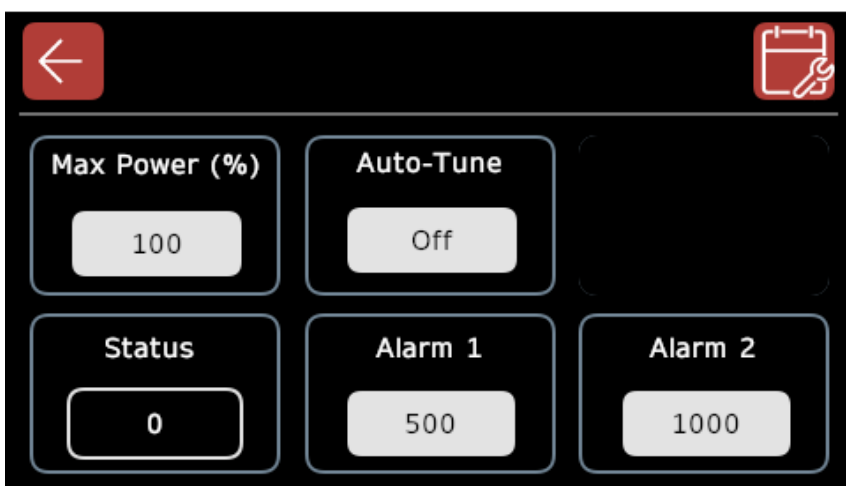 Max Power (%)
100
Auto-Tune
Off
Status
0
Alarm 1
500
Alarm 2
1000